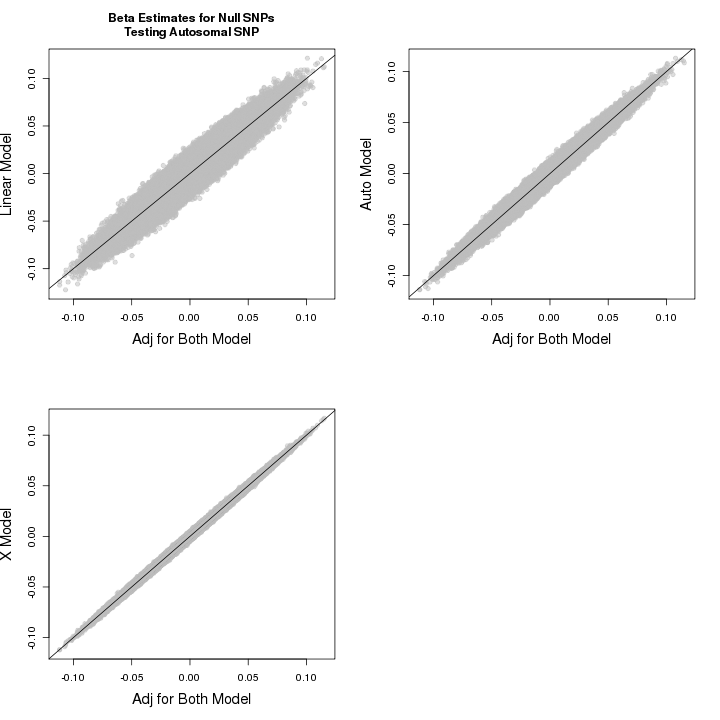 Beta Estimates for Null SNPs
Testing Autosomal SNP
Linear Model
0.10
0.05
0.00
-0.05
-0.10
-0.10 -0.05 0.00 0.05 0.10
Adj for Both Model
Auto Model
0.10
0.05
0.00
-0.05
-0.10
-0.10 -0.05 0.00 0.05 0.10
Adj for Both Model
X Model
0.10
0.05
0.00
-0.05
-0.10
-0.10 -0.05 0.00 0.05 0.10
Adj for Both Model